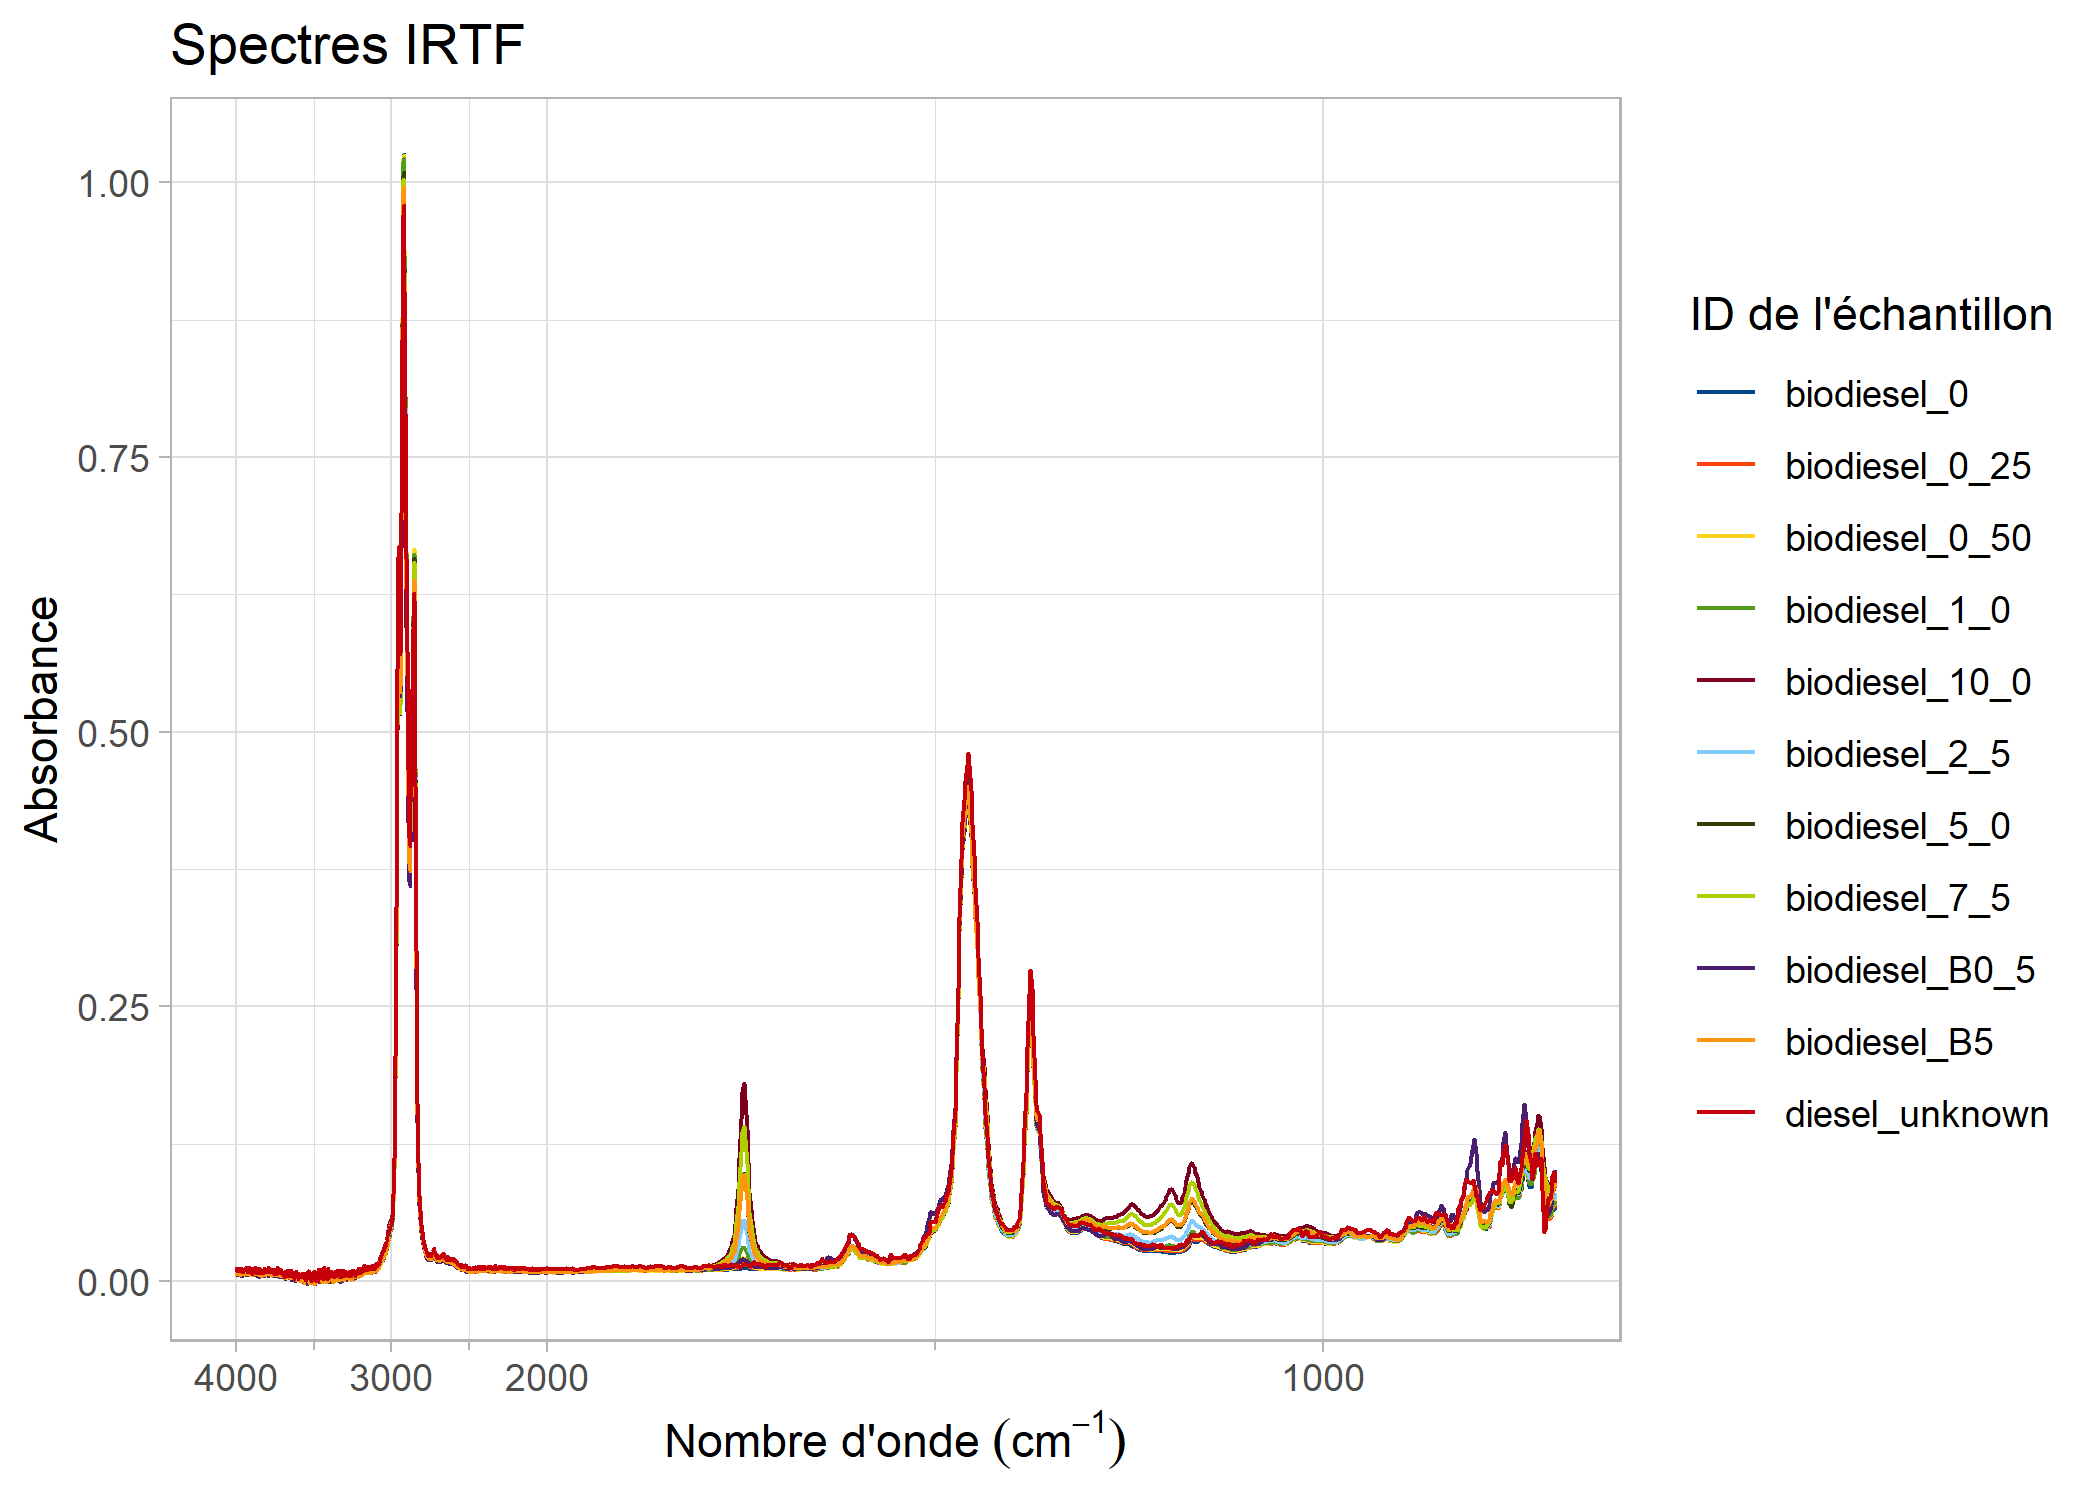 Spectres IRTF
1.00
0.75
0.50
0.25
0.00
Absorbance
4000 3000 2000 1000
Nombre d'onde (cm⁻¹)
ID de l'échantillon
biodiesel_0
biodiesel_0_25
biodiesel_0_50
biodiesel_1_0
biodiesel_10_0
biodiesel_2_5
biodiesel_5_0
biodiesel_7_5
biodiesel_B0_5
biodiesel_B5
diesel_unknown